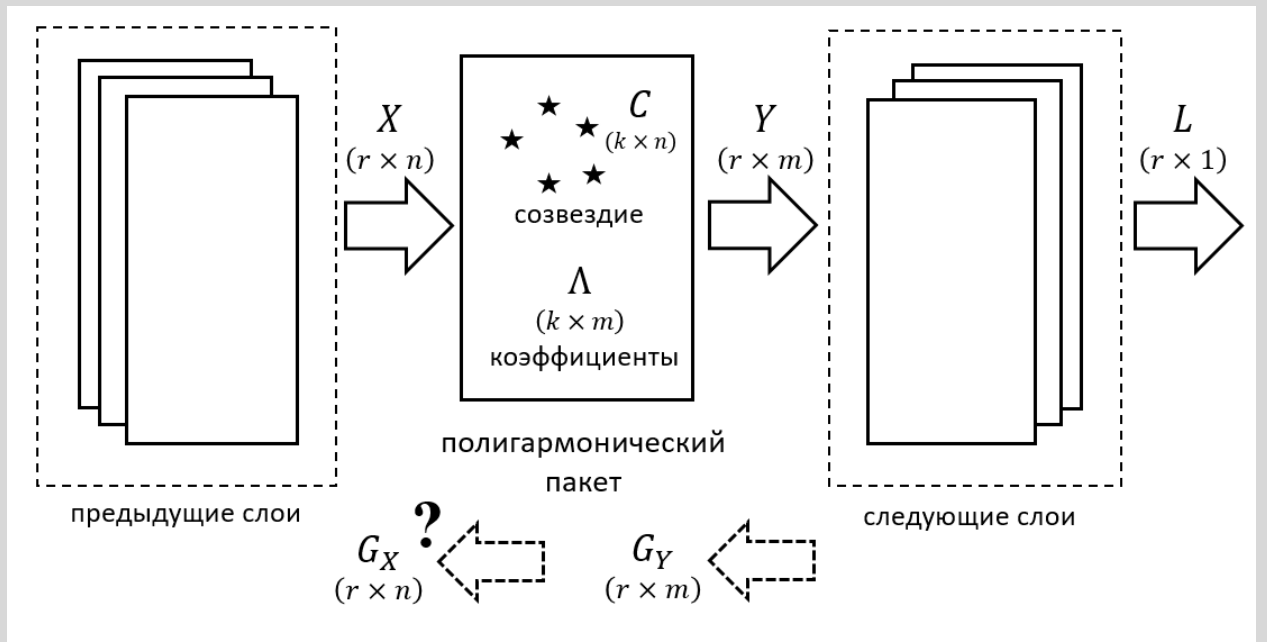 X
(r × n)
C
(k × n)
созвездие
Λ
(k × m)
коэффициенты
Y
(r × m)
L
(r × 1)
полигармонический
пакет
предыдущие слои
следующие слои
G_X
?
(r × n)
G_Y
(r × m)